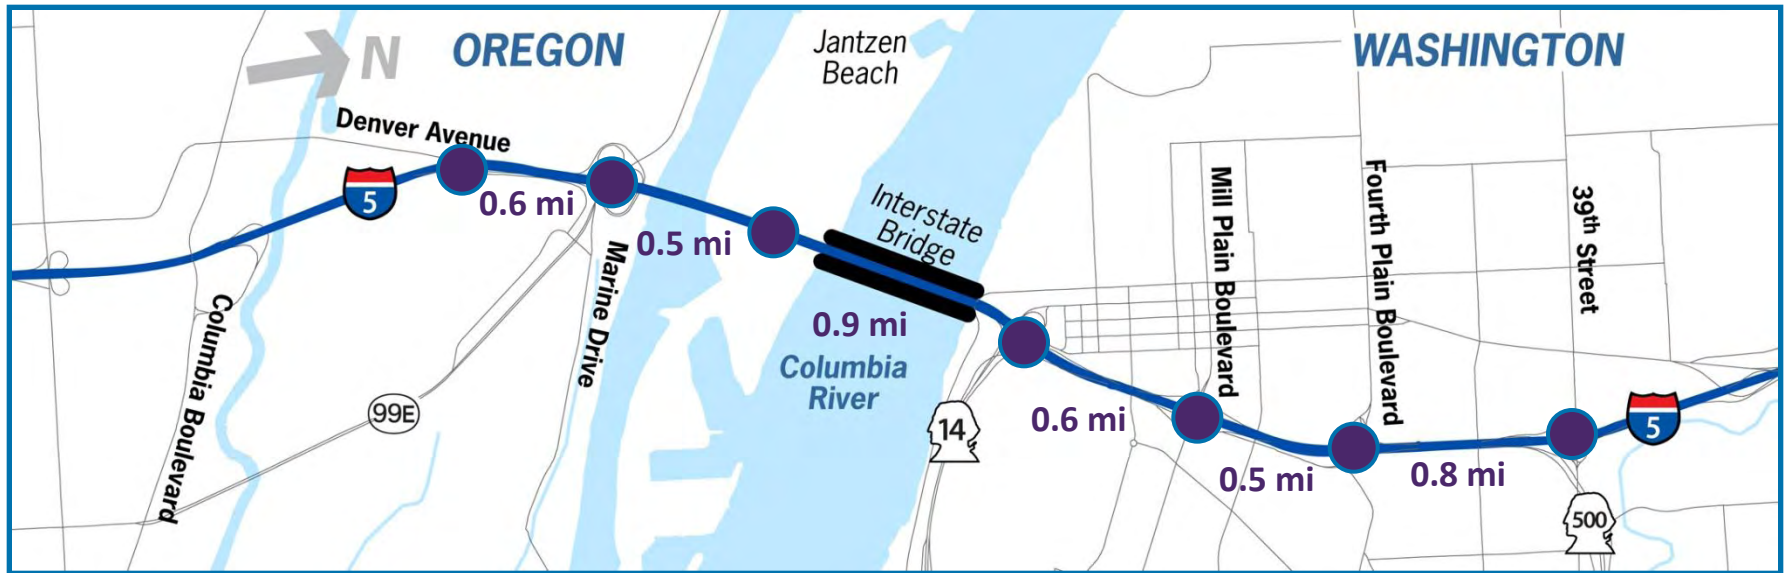 N
OREGON
Jantzen
Beach
WASHINGTON
Denver Avenue
5
0.6 mi
0.5 mi
Interstate
Bridge
Mill Plain Boulevard
Fourth Plain Boulevard
39th Street
Columbia Boulevard
Marine Drive
0.9 mi
Columbia
River
99E
14
0.6 mi
0.5 mi
0.8 mi
5
500